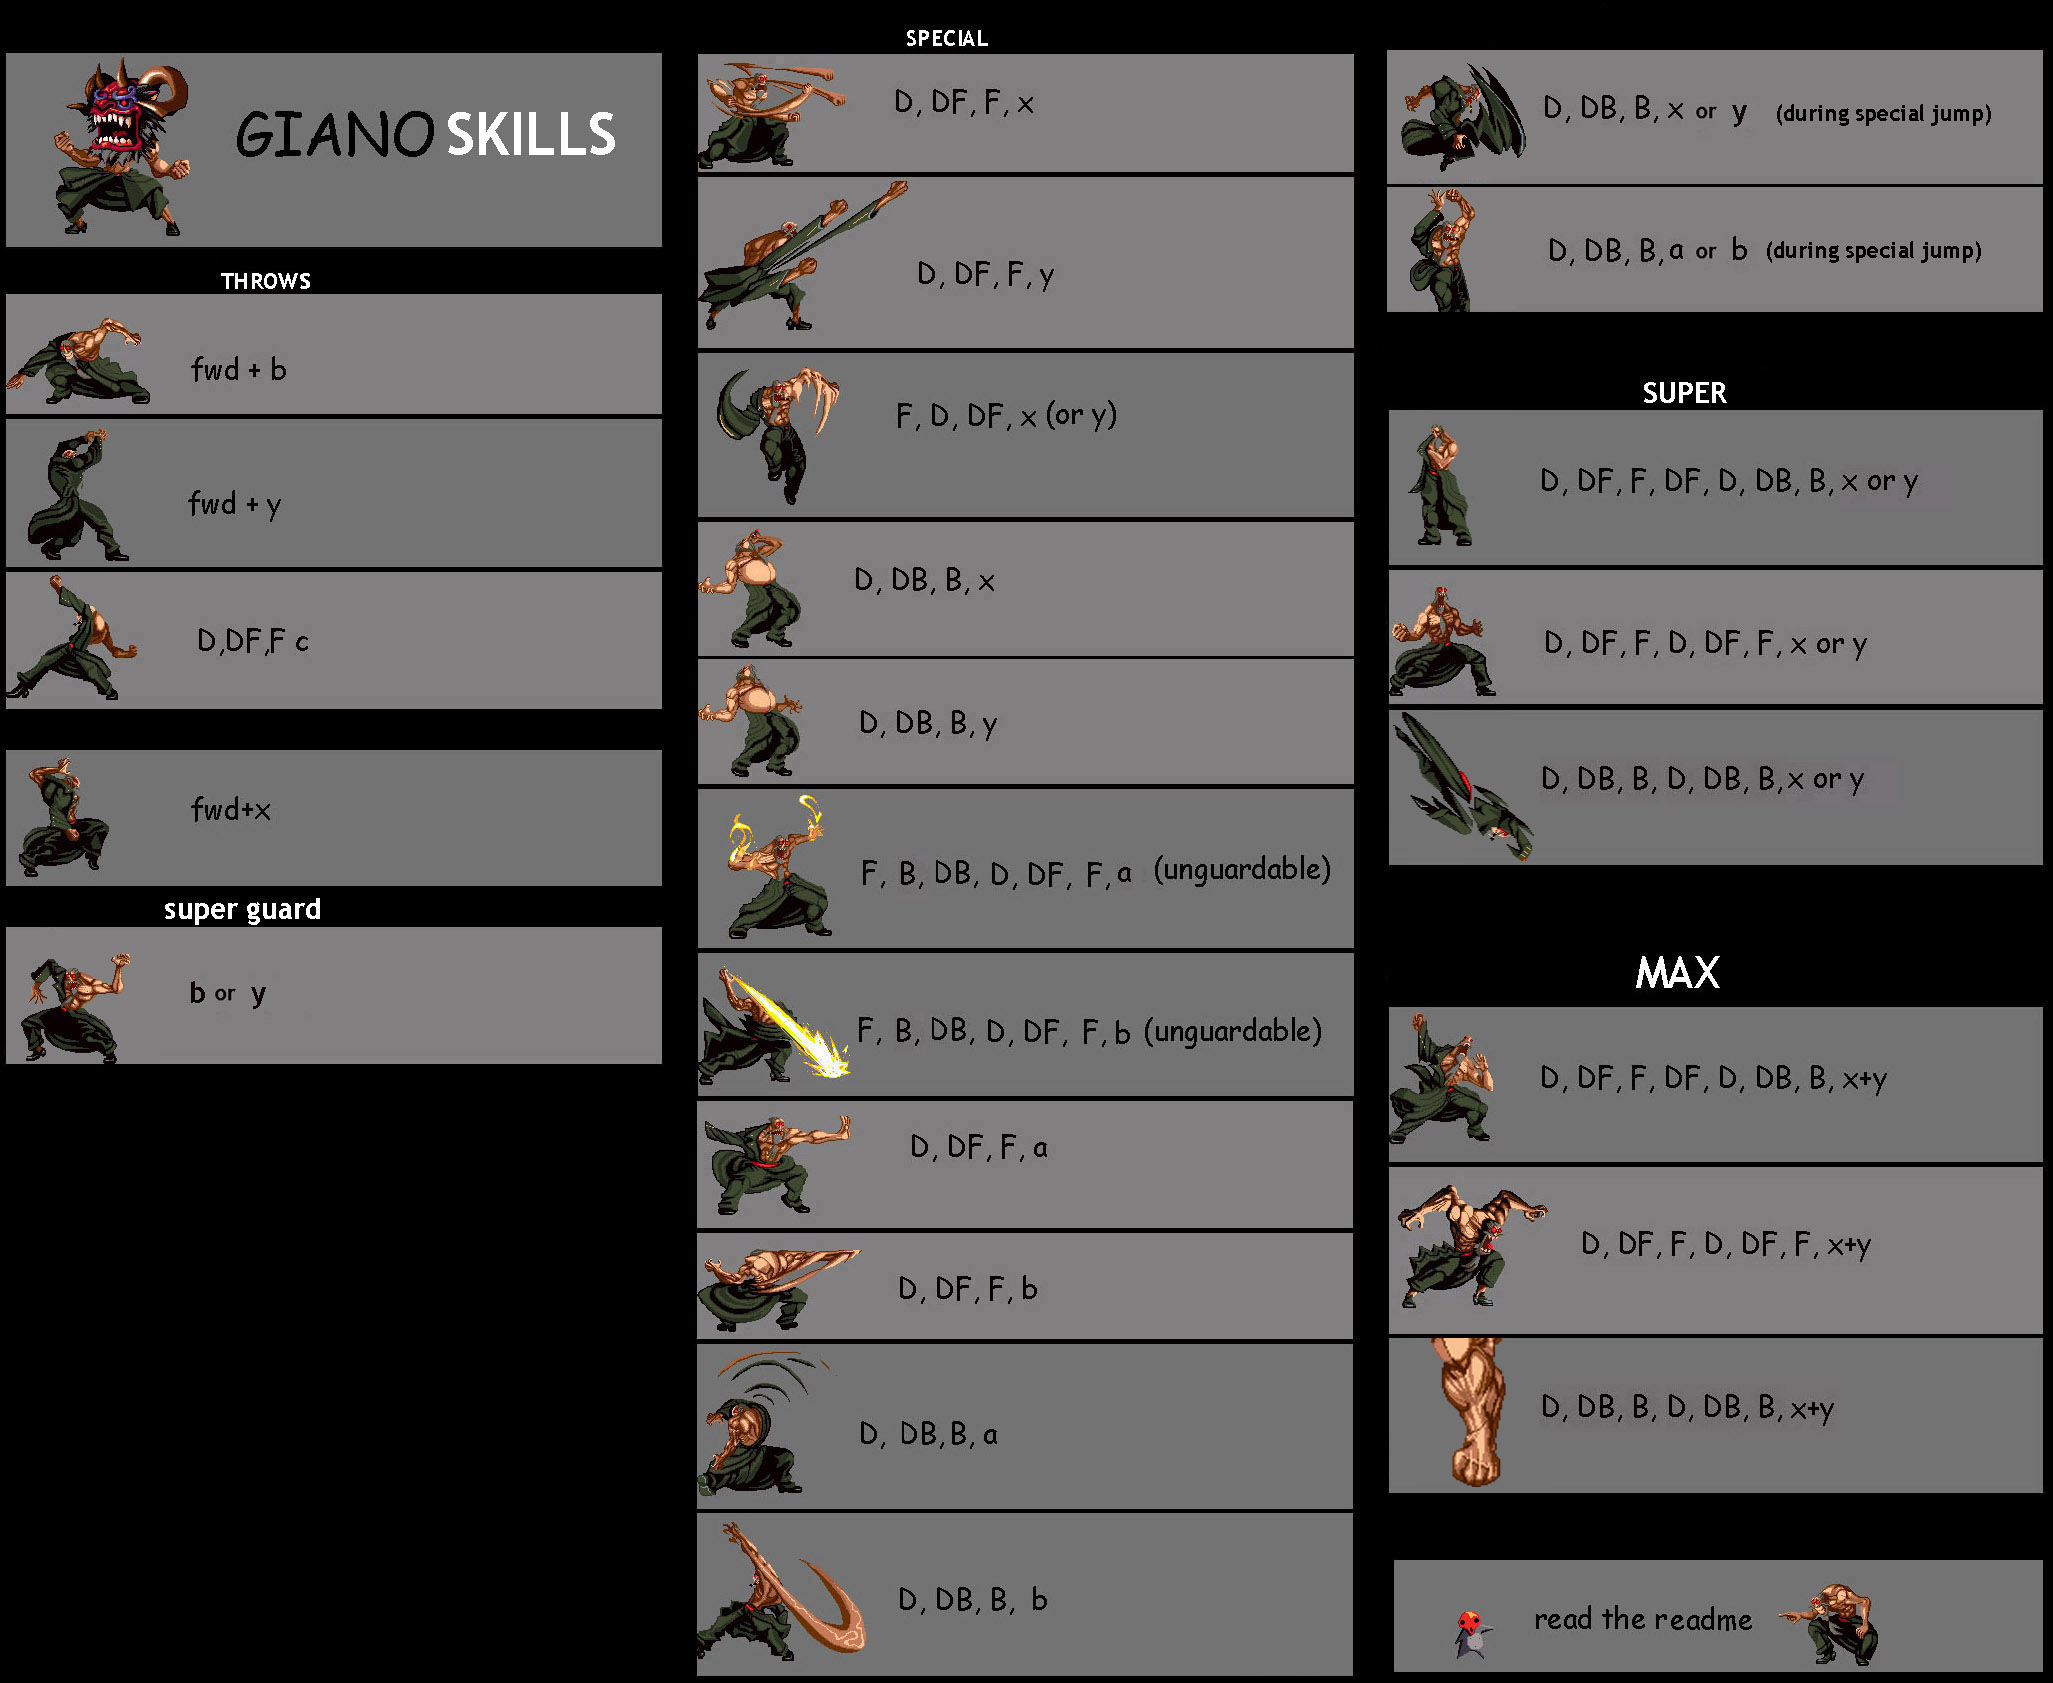 GIANO SKILLS
THROWS
fwd + b
fwd + y
D,DF,F c
fwd+x
super guard
b or y
SPECIAL
D, DF, F, x
D, DF, F, y
F, D, DF, x (or y)
D, DB, B, x
D, DB, B, y
F, B, DB, D, DF, F, a (unguardable)
F, B, DB, D, DF, F, b (unguardable)
D, DF, F, a
D, DF, F, b
D, DB, B, a
D, DB, B, b
D, DB, B, x or y (during special jump)
D, DB, B, a or b (during special jump)
SUPER
D, DF, F, DF, D, DB, B, x or y
D, DF, F, D, DF, F, x or y
D, DB, B, D, DB, B, x or y
MAX
D, DF, F, DF, D, DB, B, x+y
D, DF, F, D, DF, F, x+y
D, DB, B, D, DB, B, x+y
read the readme